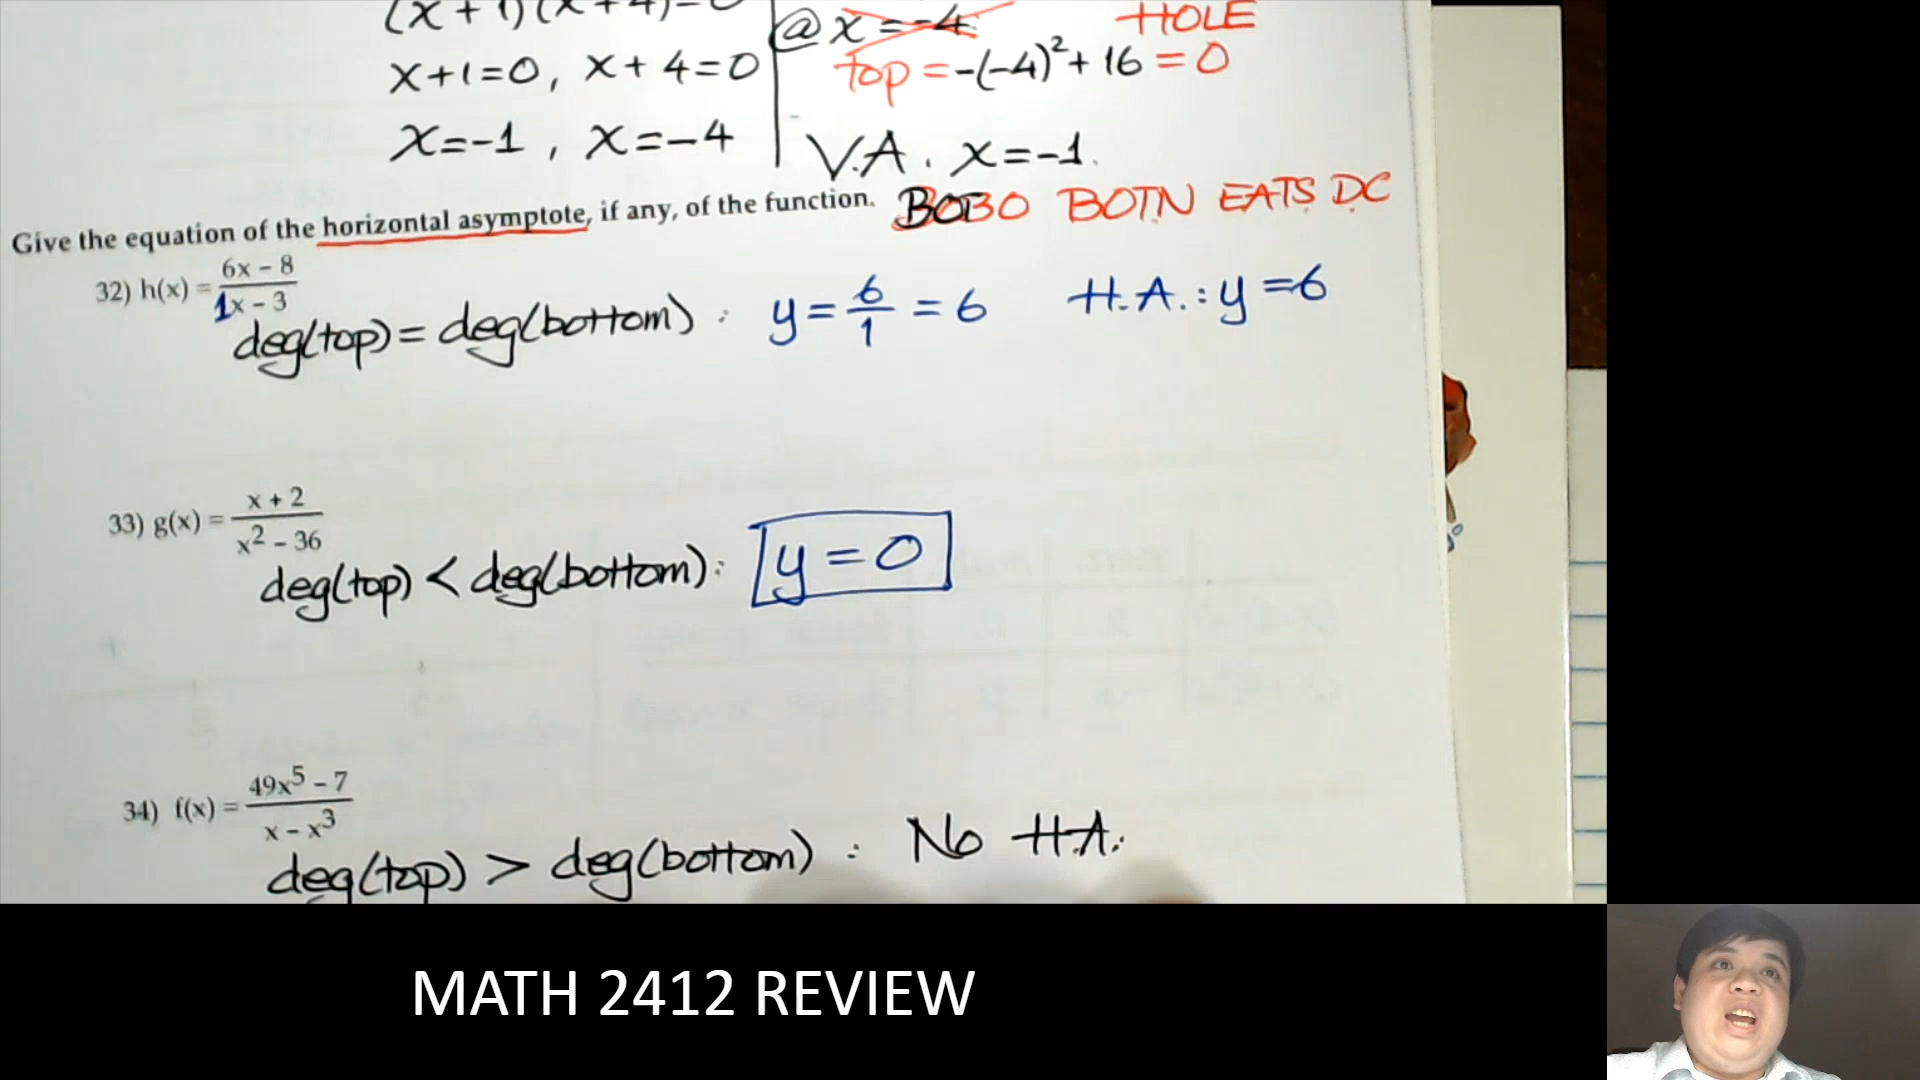 (x+1)(x+4)=0
x+1=0, x+4=0
x=-1, x=-4
@x=-4 HOLE
top=-(-4)²+16=0
V.A. x=-1.
Give the equation of the horizontal asymptote, if any, of the function. BOTN EATS DC
32) h(x) = (6x - 8)/(1x - 3)
deg(top)=deg(bottom): y=6/1=6 H.A.: y=6
33) g(x) = (x + 2)/(x² - 36)
deg(top)<deg(bottom): y=0
34) f(x) = (49x⁵ - 7)/(x - x³)
deg(top)>deg(bottom): No H.A.
MATH 2412 REVIEW